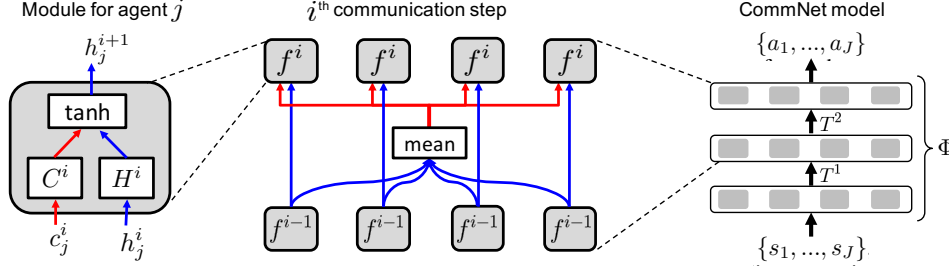 Module for agent j
h_j^{i+1}
tanh
C^i
H^i
c_j^i
h_j^i
i^{th} communication step
f^i f^i f^i f^i
mean
f^{i-1} f^{i-1} f^{i-1} f^{i-1}
CommNet model
{a_1, ..., a_J}
T^2
T^1
Φ
{s_1, ..., s_J}